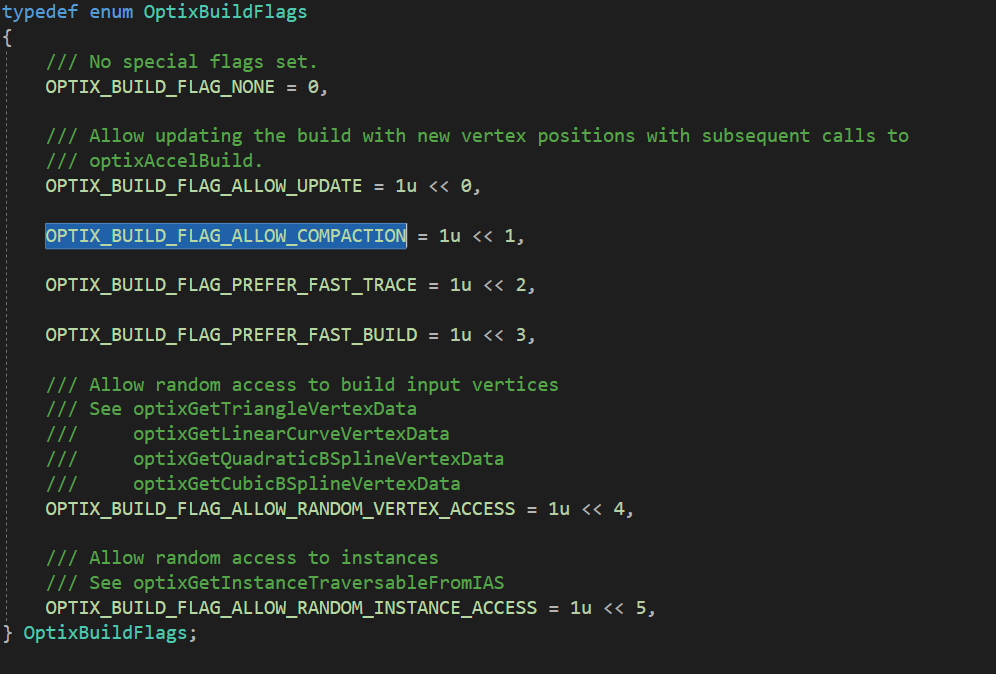 typedef enum OptixBuildFlags
{
/// No special flags set.
OPTIX_BUILD_FLAG_NONE = 0,
/// Allow updating the build with new vertex positions with subsequent calls to
/// optixAccelBuild.
OPTIX_BUILD_FLAG_ALLOW_UPDATE = 1u << 0,
OPTIX_BUILD_FLAG_ALLOW_COMPACTION = 1u << 1,
OPTIX_BUILD_FLAG_PREFER_FAST_TRACE = 1u << 2,
OPTIX_BUILD_FLAG_PREFER_FAST_BUILD = 1u << 3,
/// Allow random access to build input vertices
/// See optixGetTriangleVertexData
///     optixGetLinearCurveVertexData
///     optixGetQuadraticBSplineVertexData
///     optixGetCubicBSplineVertexData
OPTIX_BUILD_FLAG_ALLOW_RANDOM_VERTEX_ACCESS = 1u << 4,
/// Allow random access to instances
/// See optixGetInstanceTraversableFromIAS
OPTIX_BUILD_FLAG_ALLOW_RANDOM_INSTANCE_ACCESS = 1u << 5,
} OptixBuildFlags;